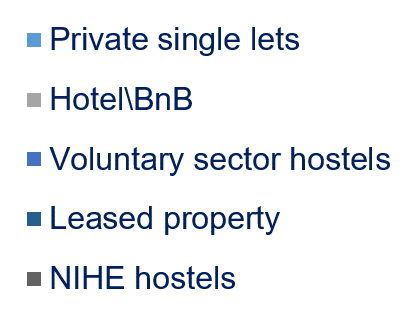 Private single lets
Hotel\BnB
Voluntary sector hostels
Leased property
NIHE hostels